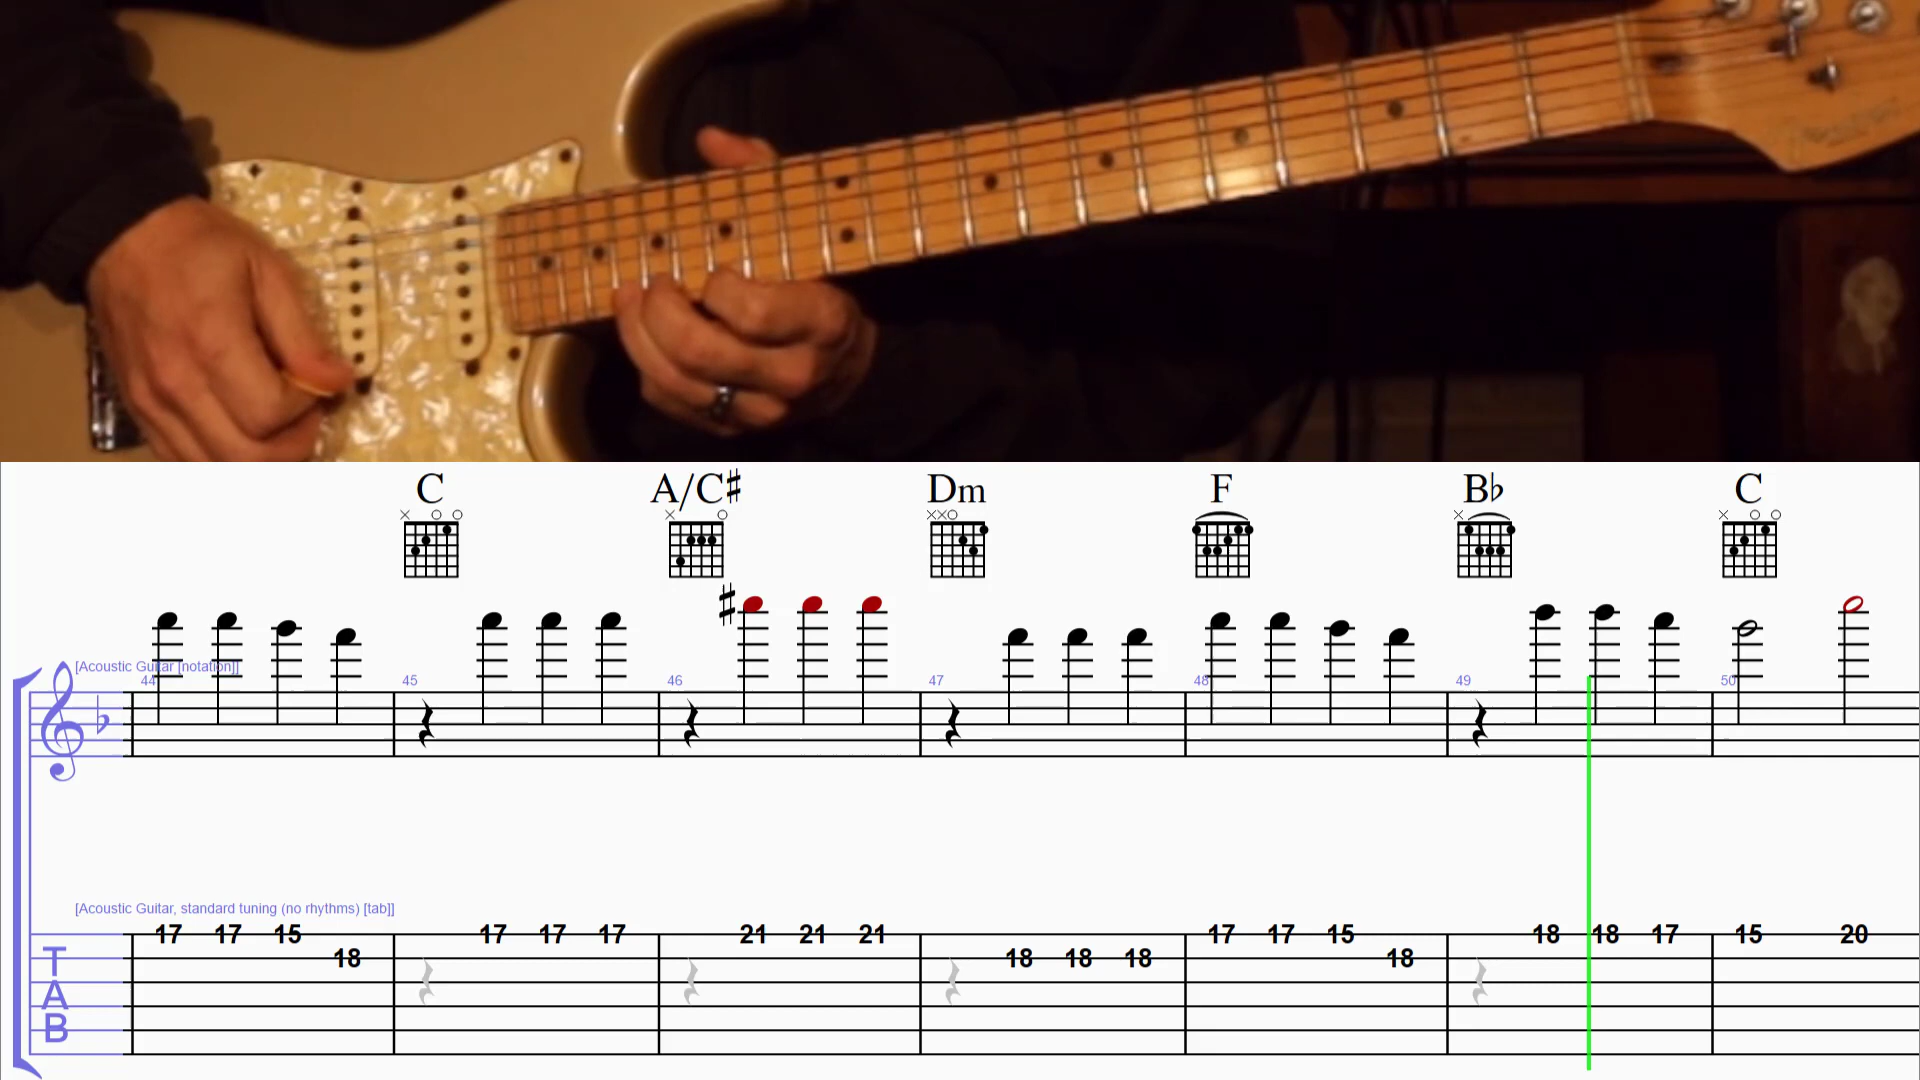 C A/C♯ Dm F B♭ C
[Acoustic Guitar [notation]]
44 45 46 47 48 49 50
[Acoustic Guitar, standard tuning (no rhythms) [tab]]
17 17 15 18 17 17 17 21 21 21 18 18 18 17 17 15 18 18 18 17 15 20
T
A
B